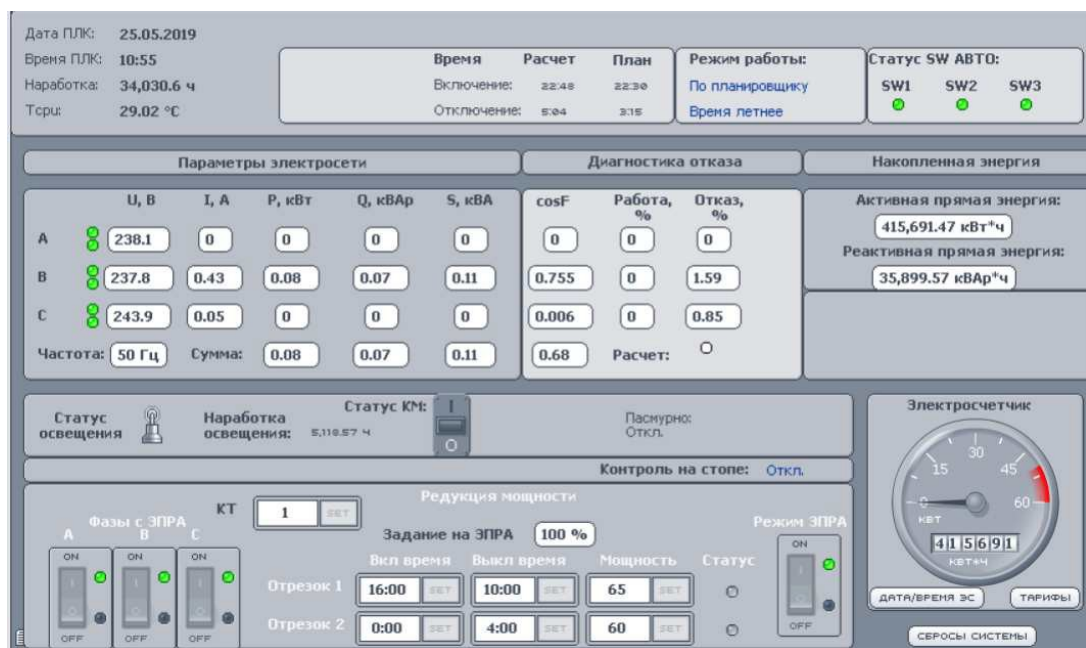 Дата ПЛК: 25.05.2019
Время ПЛК: 10:55
Наработка: 34,030.6 ч
Tcpu: 29.02 °C
Время Расчет План
Включение: 22:48 22:30
Отключение: 5:04 3:15
Режим работы:
По планировщику
Время летнее
Статус SW АВТО:
SW1 SW2 SW3
Параметры электросети
Диагностика отказа
Накопленная энергия
U, В I, А P, кВт Q, кВАр S, кВА cosF Работа, % Отказ, %
A 238.1 0 0 0 0 0 0 0
B 237.8 0.43 0.08 0.07 0.11 0.755 0 1.59
C 243.9 0.05 0 0 0 0.006 0 0.85
Частота: 50 Гц Сумма: 0.08 0.07 0.11 0.68 Расчет:
Активная прямая энергия:
415,691.47 кВт*ч
Реактивная прямая энергия:
35,899.57 кВАр*ч
Статус освещения
Наработка освещения: 5,118.57 ч
Статус КМ:
I
O
Пасмурно:
Откл.
Контроль на стопе: Откл.
Редукция мощности
КТ 1 SET
Фазы с ЭПРА
A B C
ON ON ON
OFF OFF OFF
Задание на ЭПРА 100 %
Вкл время Выкл время Мощность Статус
Отрезок 1 16:00 SET 10:00 SET 65 SET
Отрезок 2 0:00 SET 4:00 SET 60 SET
Режим ЭПРА
ON
OFF
Электросчетчик
0 15 30 45 60
КВТ
415691
КВТ*Ч
ДАТА/ВРЕМЯ ЭС
ТАРИФЫ
СБРОСЫ СИСТЕМЫ